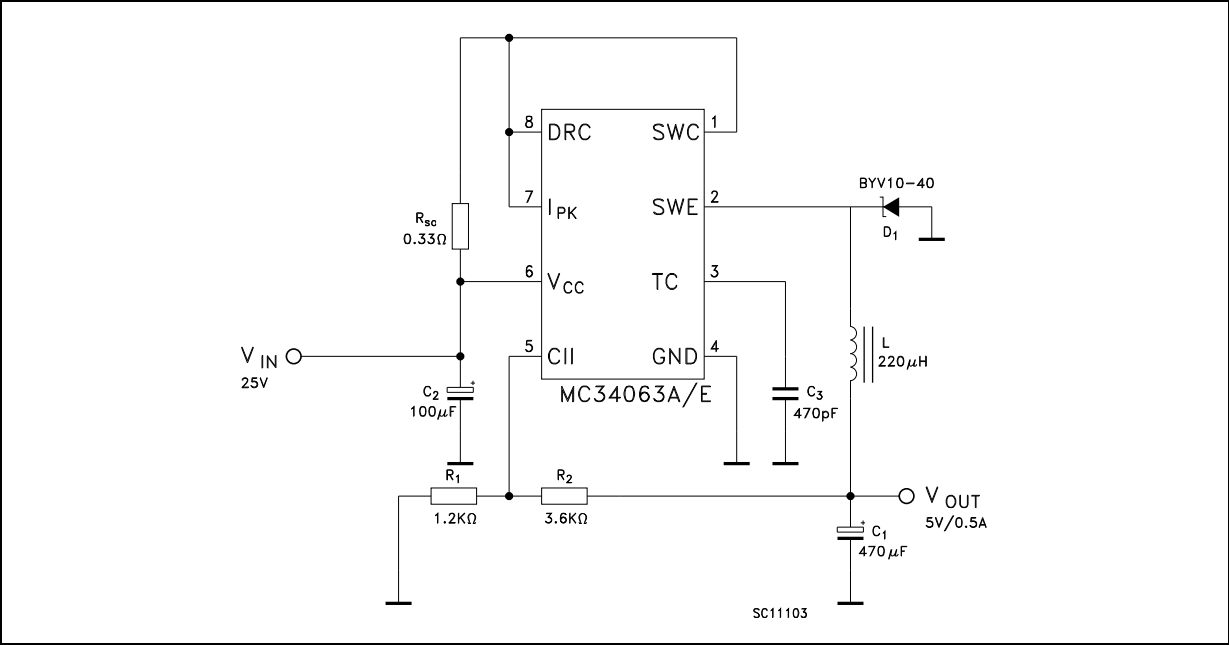 8 DRC SWC 1
BYV10-40
7 IPK SWE 2
Rsc
0.33Ω
D1
6 VCC TC 3
5 CII GND 4
VIN
25V
L
220μH
C2 +
100μF
MC34063A/E
C3
470pF
R1
R2
VOUT
1.2KΩ
3.6KΩ
5V/0.5A
C1 +
470μF
SC11103